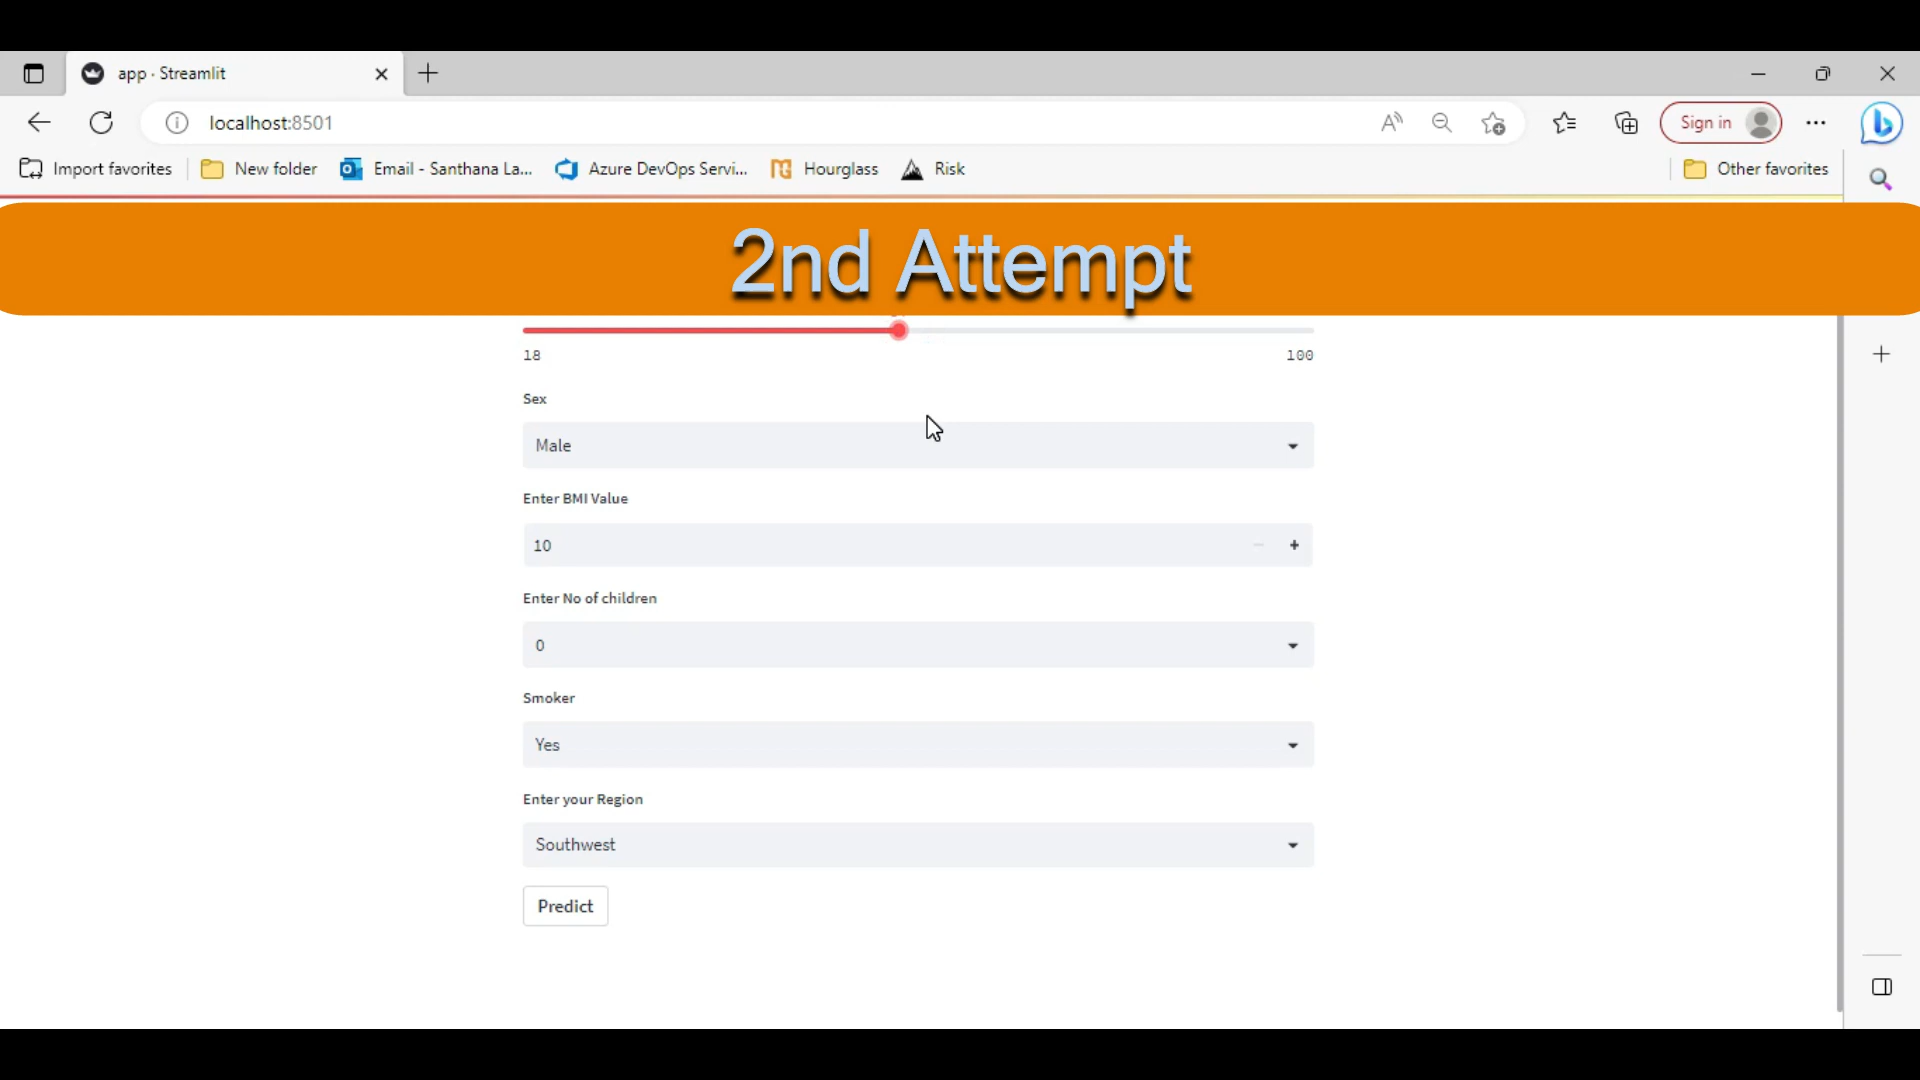 app · Streamlit
localhost:8501
Sign in
Import favorites
New folder
Email - Santhana La...
Azure DevOps Servi...
Hourglass
Risk
Other favorites
2nd Attempt
18
100
Sex
Male
Enter BMI Value
10
Enter No of children
0
Smoker
Yes
Enter your Region
Southwest
Predict